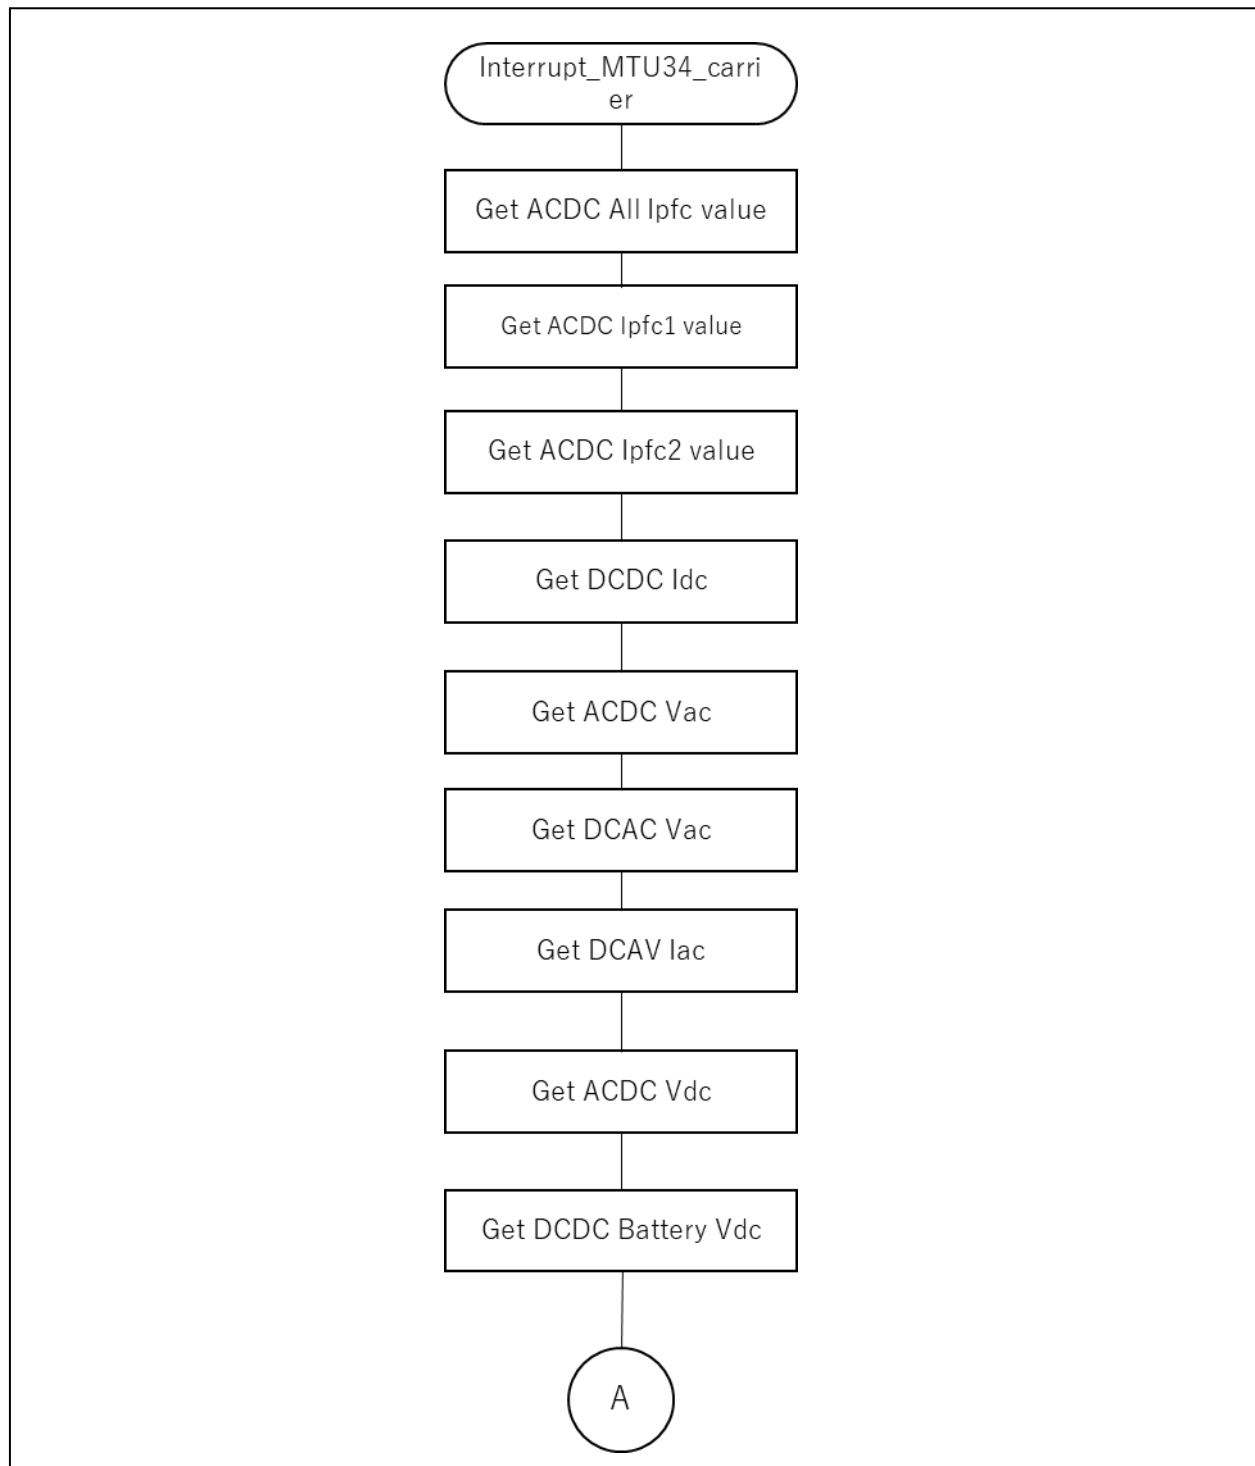 Interrupt_MTU34_carri
er
Get ACDC All Ipfc value
Get ACDC Ipfc1 value
Get ACDC Ipfc2 value
Get DCDC Idc
Get ACDC Vac
Get DCAC Vac
Get DCAV Iac
Get ACDC Vdc
Get DCDC Battery Vdc
A